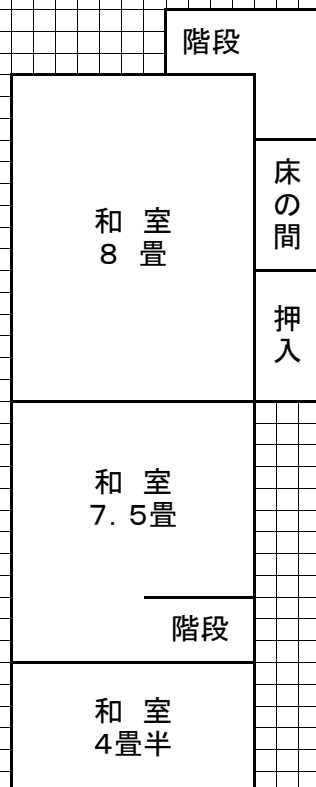 階段
和 室
8 畳
床の間
押入
和 室
7. 5畳
階段
和 室
4畳半